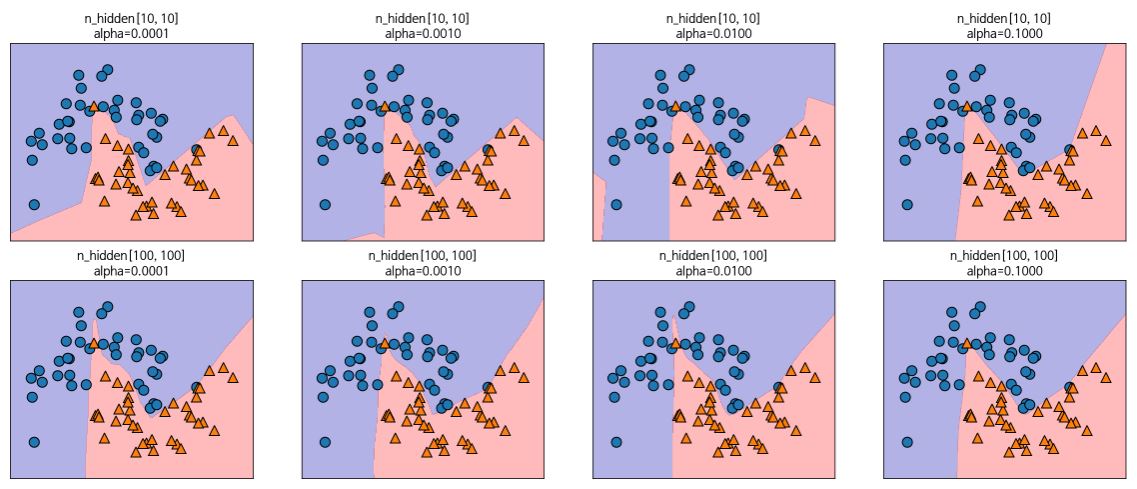 n_hidden[10, 10]
alpha=0.0001
n_hidden[10, 10]
alpha=0.0010
n_hidden[10, 10]
alpha=0.0100
n_hidden[10, 10]
alpha=0.1000
n_hidden[100, 100]
alpha=0.0001
n_hidden[100, 100]
alpha=0.0010
n_hidden[100, 100]
alpha=0.0100
n_hidden[100, 100]
alpha=0.1000